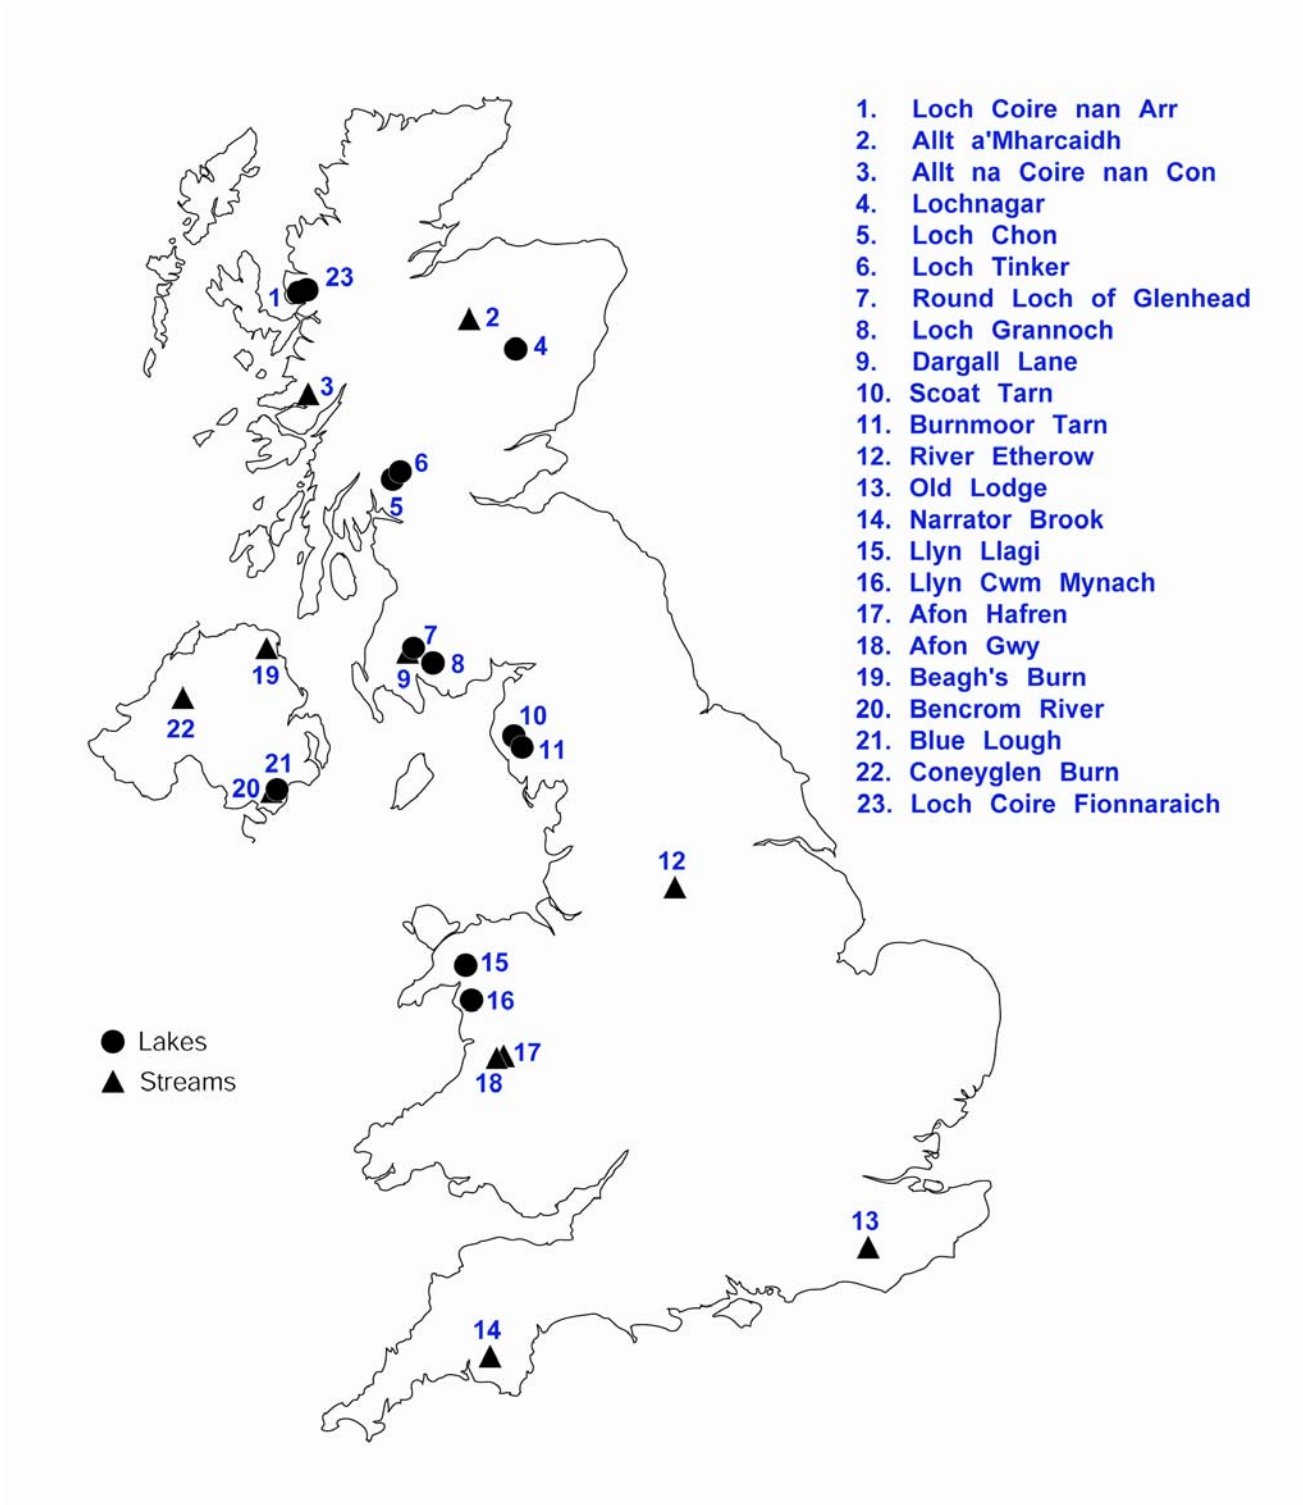 1. Loch Coire nan Arr
2. Allt a'Mharcaidh
3. Allt na Coire nan Con
4. Lochnagar
5. Loch Chon
6. Loch Tinker
7. Round Loch of Glenhead
8. Loch Grannoch
9. Dargall Lane
10. Scoat Tarn
11. Burnmoor Tarn
12. River Etherow
13. Old Lodge
14. Narrator Brook
15. Llyn Llagi
16. Llyn Cwm Mynach
17. Afon Hafren
18. Afon Gwy
19. Beagh's Burn
20. Bencrom River
21. Blue Lough
22. Coneyglen Burn
23. Loch Coire Fionnaraich
23
1
2
4
3
6
5
7
8
9
19
22
10
11
21
20
12
15
16
17
18
13
14
Lakes
Streams